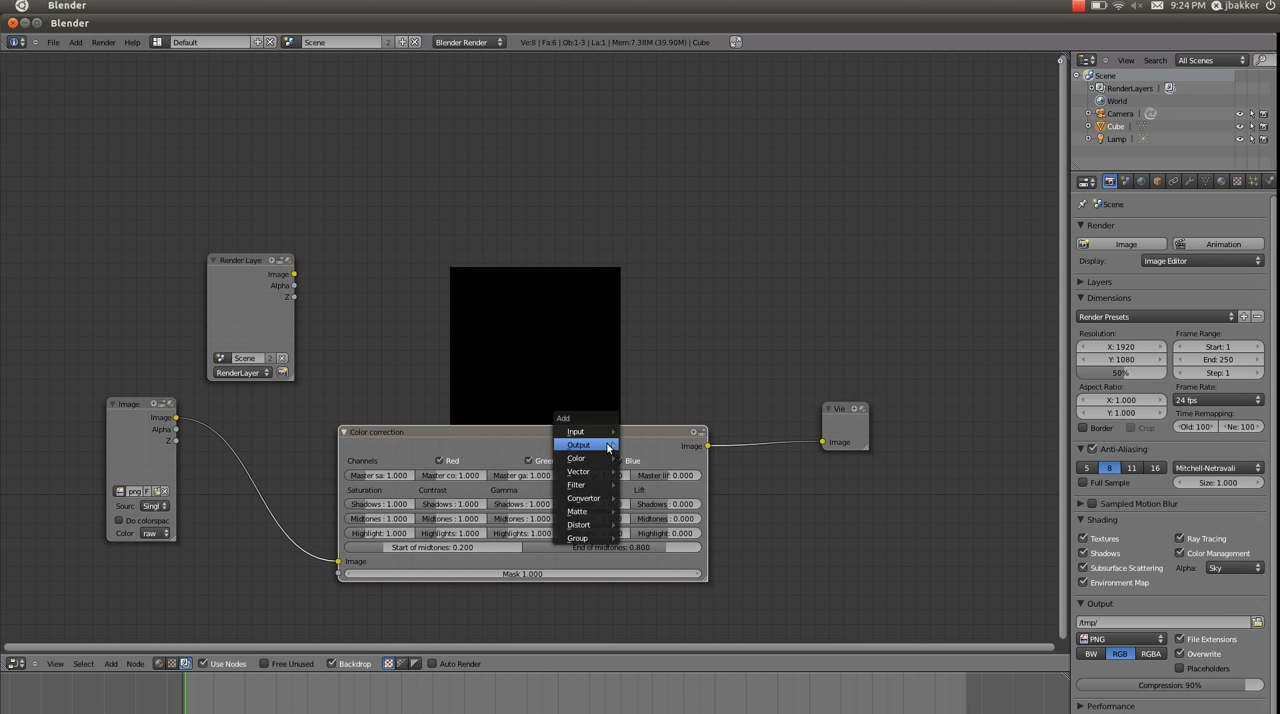 Blender
9:24 PM jbakker
Blender
File Add Render Help Default Scene 2 Blender Render Ve:8 | Fa:6 | Ob:1-3 | La:1 | Mem:7.38M (39.90M) | Cube
View Search All Scenes
Scene
RenderLayers
World
Camera
Cube
Lamp
Scene
Render
Image Animation
Display: Image Editor
Layers
Dimensions
Render Presets
Resolution: Frame Range:
X: 1920 Start: 1
Y: 1080 End: 250
50% Step: 1
Aspect Ratio: Frame Rate:
X: 1.000 24 fps
Y: 1.000 Time Remapping:
Border Crop Old: 100 Ne: 100
Anti-Aliasing
5 8 11 16 Mitchell-Netravali
Full Sample Size: 1.000
Sampled Motion Blur
Shading
Textures Ray Tracing
Shadows Color Management
Subsurface Scattering Alpha: Sky
Environment Map
Output
/tmp/
PNG File Extensions
BW RGB RGBA Overwrite
Placeholders
Compression: 90%
Performance
Render Laye
Image
Alpha
Z
Scene 2
RenderLayer
Image
Image
Alpha
Z
png F
Sourc: Singl
Do colorspac
Color raw
Color correction
Image
Channels Red Green Blue
Master sa: 1.000 Master co: 1.000 Master ga: 1.000 Master lif: 0.000
Saturation Contrast Gamma Lift
Shadows : 1.000 Shadows : 1.000 Shadows : 1.000 Shadows : 0.000
Midtones : 1.000 Midtones : 1.000 Midtones : 1.000 Midtones : 0.000
Highlight: 1.000 Highlights: 1.000 Highlight: 1.000 Highlight: 0.000
Start of midtones: 0.200 End of midtones: 0.800
Image
Mask 1.000
Add
Input
Output
Color
Vector
Filter
Convertor
Matte
Distort
Group
Vie
Image
View Select Add Node Use Nodes Free Unused Backdrop Auto Render